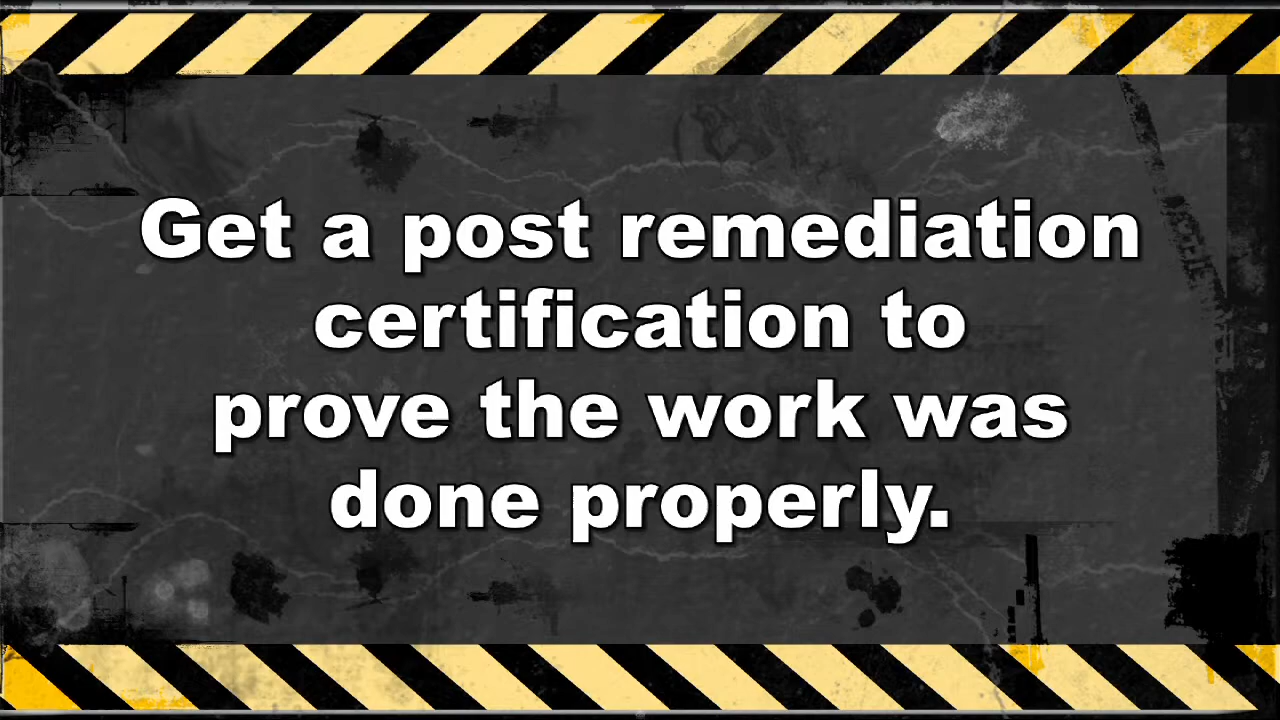 Get a post remediation
certification to
prove the work was
done properly.